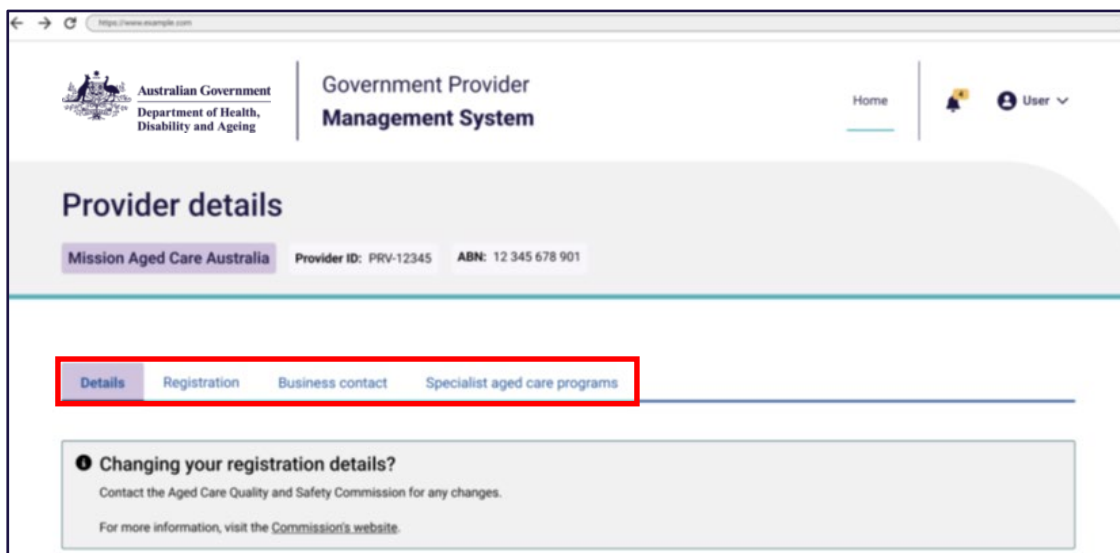 https://www.example.com
Australian Government
Department of Health,
Disability and Ageing
Government Provider
Management System
Home
4
User
Provider details
Mission Aged Care Australia
Provider ID: PRV-12345
ABN: 12 345 678 901
Details
Registration
Business contact
Specialist aged care programs
Changing your registration details?
Contact the Aged Care Quality and Safety Commission for any changes.
For more information, visit the Commission's website.